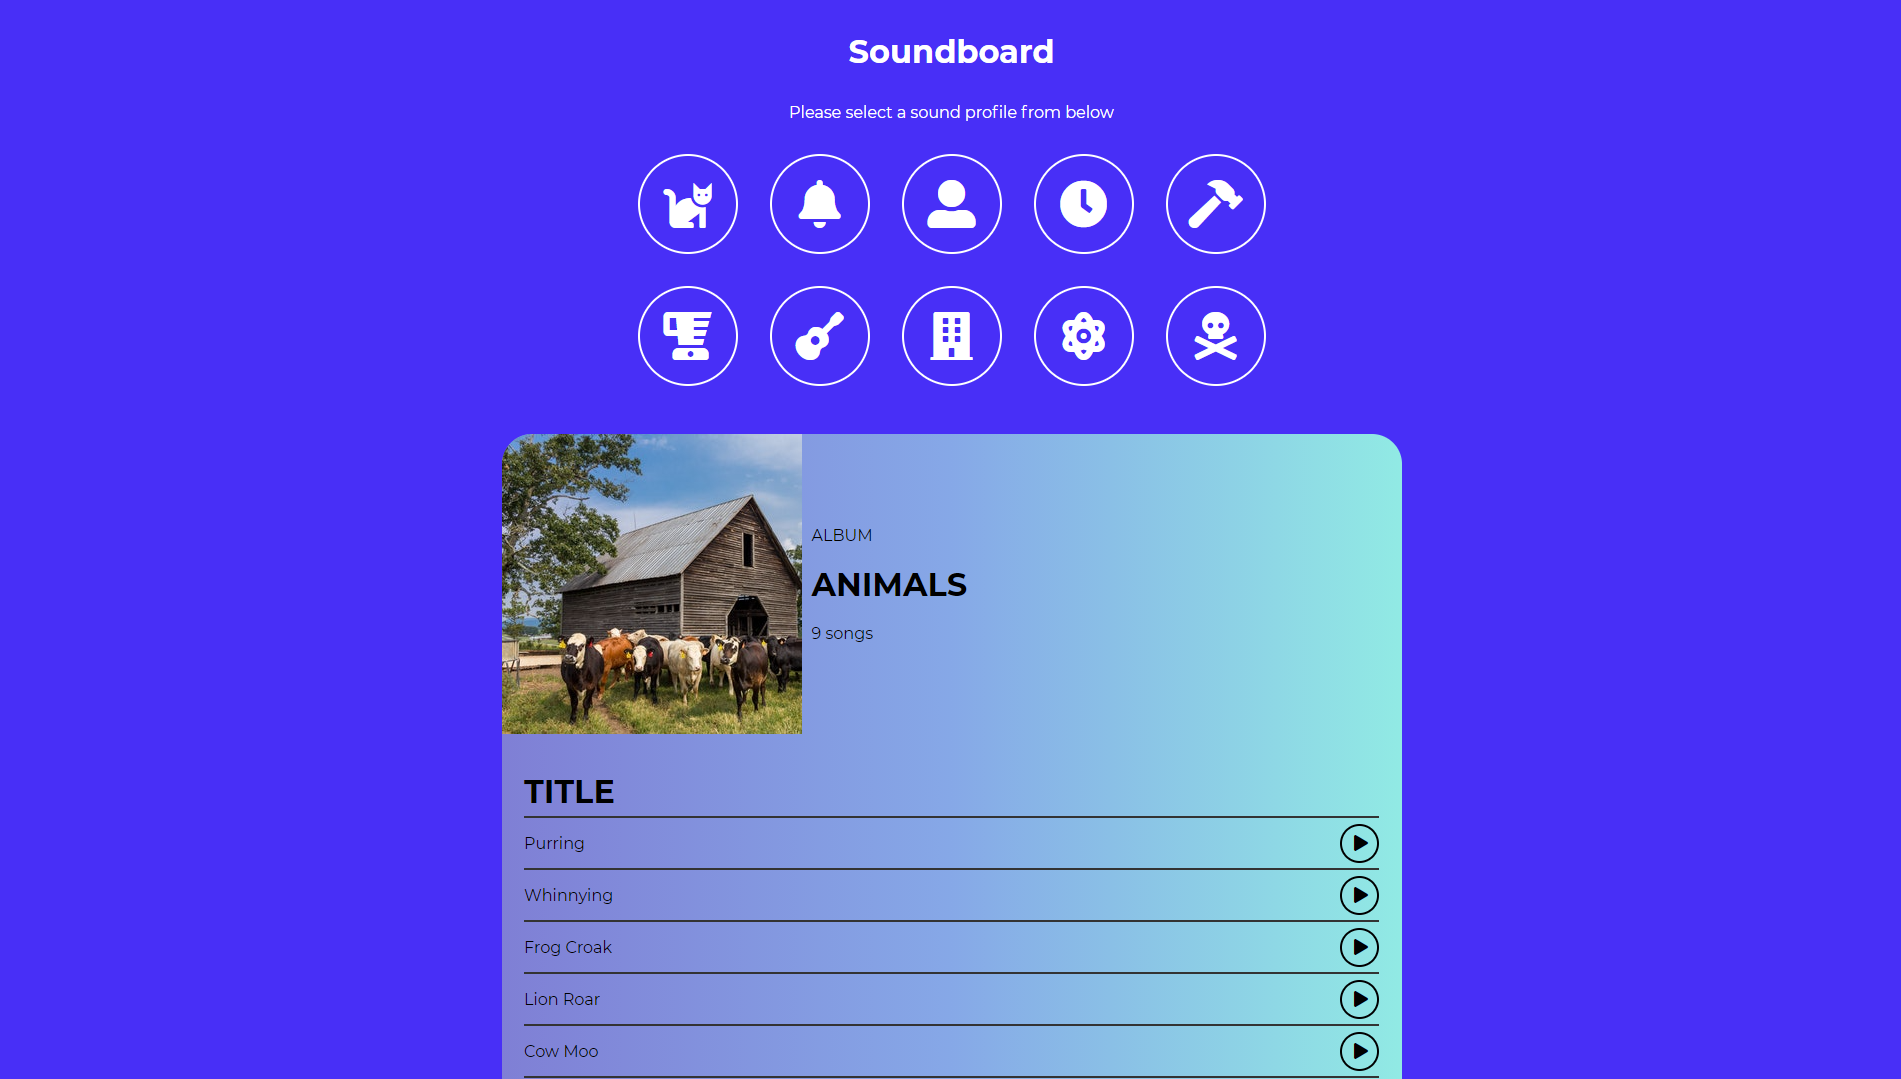 Soundboard
Please select a sound profile from below
ALBUM
ANIMALS
9 songs
TITLE
Purring
Whinnying
Frog Croak
Lion Roar
Cow Moo